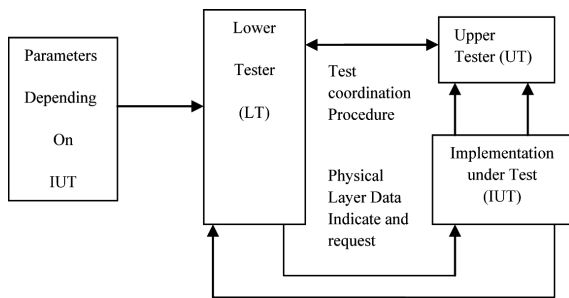 Parameters
Depending
On
IUT
Lower
Tester
(LT)
Test
coordination
Procedure
Physical
Layer Data
Indicate and
request
Upper
Tester (UT)
Implementation
under Test
(IUT)